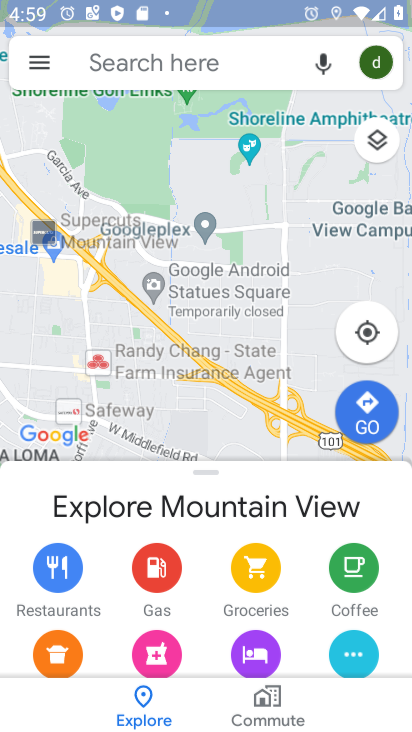 4:59
Search here
d
Shoreline Golf Links
Shoreline Amphitheatre
Garcia Ave
Google Ba
View Campu
Supercuts
Mountain View
Googleplex
esale
Google Android
Statues Square
Temporarily closed
Randy Chang - State
Farm Insurance Agent
Safeway
Google
W Middlefield Rd
101
GO
A LOMA
Explore Mountain View
Restaurants
Gas
Groceries
Coffee
Explore
Commute